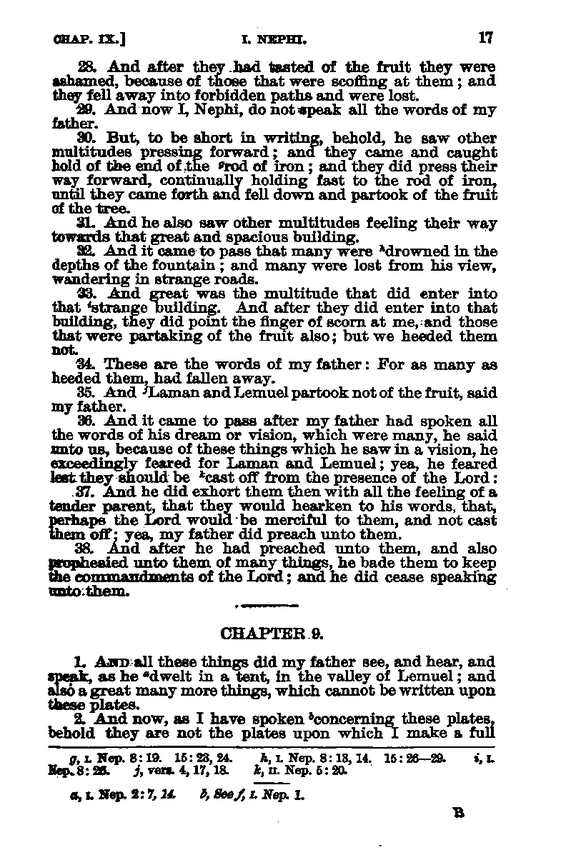 CHAP. IX.] I. NEPHI. 17
28. And after they had tasted of the fruit they were
ashamed, because of those that were scoffing at them; and
they fell away into forbidden paths and were lost.
29. And now I, Nephi, do not speak all the words of my
father.
30. But, to be short in writing, behold, he saw other
multitudes pressing forward; and they came and caught
hold of the end of the ᵍrod of iron; and they did press their
way forward, continually holding fast to the rod of iron,
until they came forth and fell down and partook of the fruit
of the tree.
31. And he also saw other multitudes feeling their way
towards that great and spacious building.
32. And it came to pass that many were ʰdrowned in the
depths of the fountain; and many were lost from his view,
wandering in strange roads.
33. And great was the multitude that did enter into
that ⁱstrange building. And after they did enter into that
building, they did point the finger of scorn at me, and those
that were partaking of the fruit also; but we heeded them
not.
34. These are the words of my father: For as many as
heeded them, had fallen away.
35. And ʲLaman and Lemuel partook not of the fruit, said
my father.
36. And it came to pass after my father had spoken all
the words of his dream or vision, which were many, he said
unto us, because of these things which he saw in a vision, he
exceedingly feared for Laman and Lemuel; yea, he feared
lest they should be ᵏcast off from the presence of the Lord:
37. And he did exhort them then with all the feeling of a
tender parent, that they would hearken to his words, that,
perhaps the Lord would be merciful to them, and not cast
them off; yea, my father did preach unto them.
38. And after he had preached unto them, and also
prophesied unto them of many things, he bade them to keep
the commandments of the Lord; and he did cease speaking
unto them.
CHAPTER 9.
1. AND all these things did my father see, and hear, and
speak, as he ᵃdwelt in a tent, in the valley of Lemuel; and
also a great many more things, which cannot be written upon
these plates.
2. And now, as I have spoken ᵇconcerning these plates,
behold they are not the plates upon which I make a full
g, I. Nep. 8:19. 15:23, 24. h, I. Nep. 8:13, 14. 15:26—29. i, I.
Nep. 8:26. j, vers. 4, 17, 18. k, II. Nep. 5:20.
a, I. Nep. 2:7, 14. b, See f, I. Nep. 1.
B